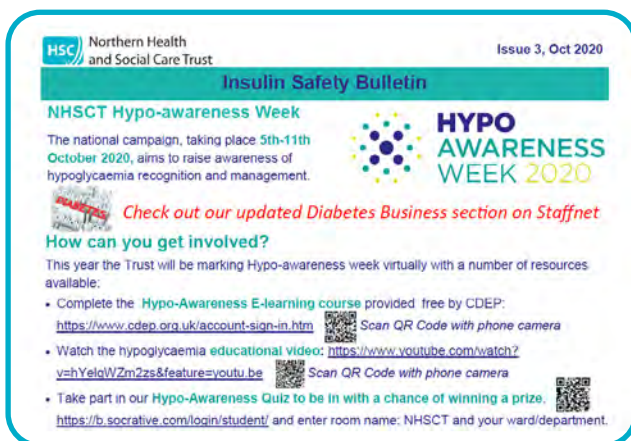 HSC Northern Health
and Social Care Trust
Issue 3, Oct 2020
Insulin Safety Bulletin
NHSCT Hypo-awareness Week
The national campaign, taking place 5th-11th
October 2020, aims to raise awareness of
hypoglycaemia recognition and management.
HYPO
AWARENESS
WEEK 2020
DIABETES
Check out our updated Diabetes Business section on Staffnet
How can you get involved?
This year the Trust will be marking Hypo-awareness week virtually with a number of resources
available:
• Complete the Hypo-Awareness E-learning course provided free by CDEP:
https://www.cdep.org.uk/account-sign-in.htm Scan QR Code with phone camera
• Watch the hypoglycaemia educational video: https://www.youtube.com/watch?
v=hYelqWZm2zs&feature=youtu.be Scan QR Code with phone camera
• Take part in our Hypo-Awareness Quiz to be in with a chance of winning a prize.
https://b.socrative.com/login/student/ and enter room name: NHSCT and your ward/department.